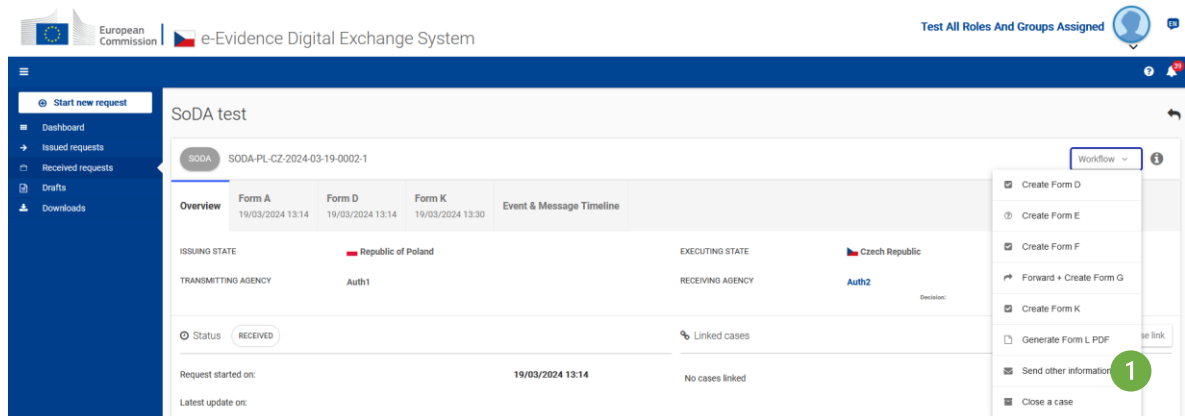 European
Commission
e-Evidence Digital Exchange System
Test All Roles And Groups Assigned
EN
39
Start new request
Dashboard
Issued requests
Received requests
Drafts
Downloads
SoDA test
SODA SODA-PL-CZ-2024-03-19-0002-1
Workflow
Overview
Form A
19/03/2024 13:14
Form D
19/03/2024 13:14
Form K
19/03/2024 13:30
Event & Message Timeline
Create Form D
Create Form E
Create Form F
Forward + Create Form G
Create Form K
Generate Form L PDF
Send other information
Close a case
1
ISSUING STATE Republic of Poland
EXECUTING STATE Czech Republic
TRANSMITTING AGENCY Auth1
RECEIVING AGENCY Auth2
Decision:
Status RECEIVED
Linked cases
se link
Request started on: 19/03/2024 13:14
No cases linked
Latest update on: